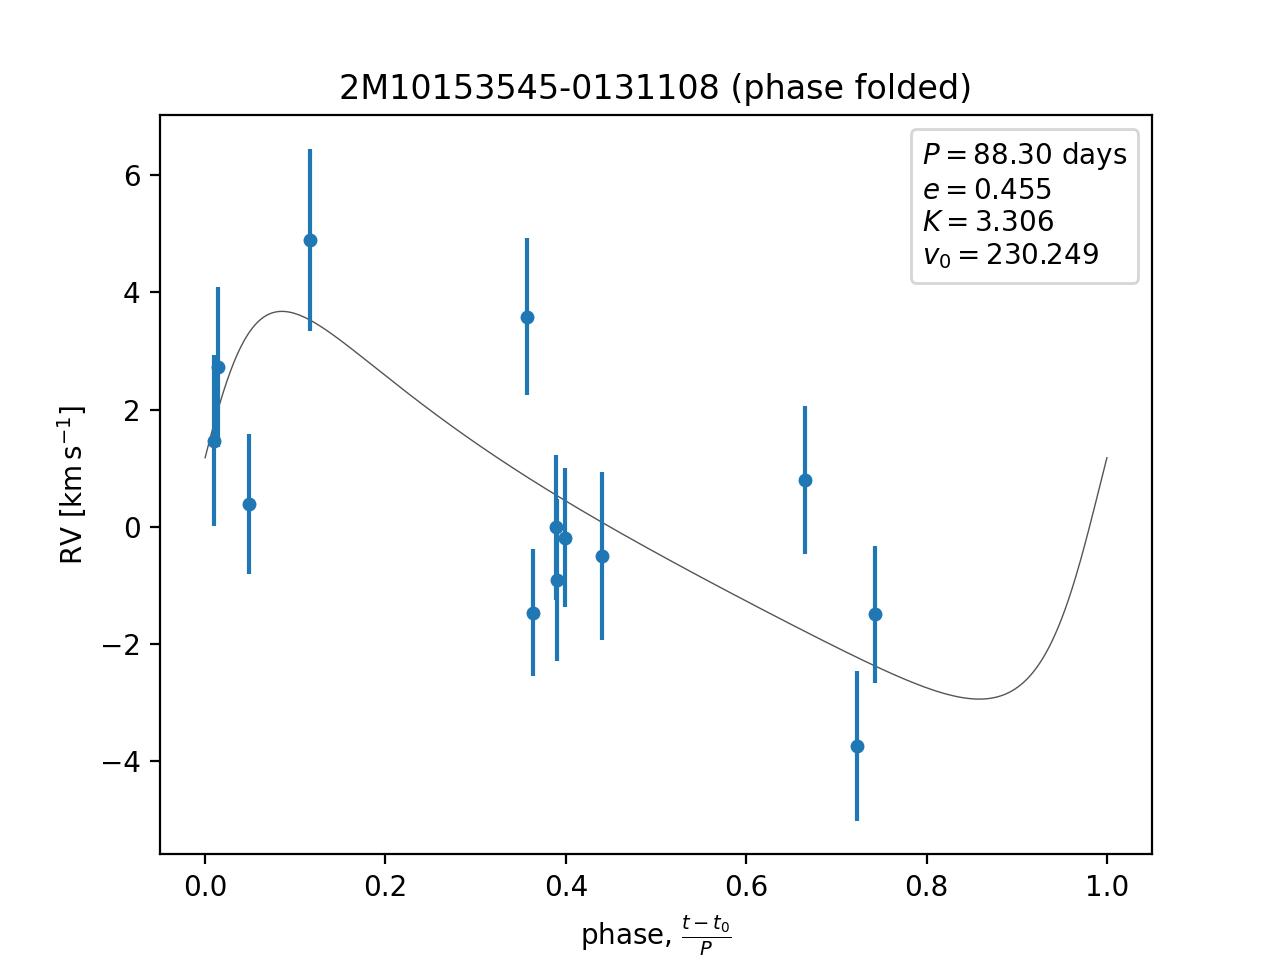 2M10153545-0131108 (phase folded)
P = 88.30 days
e = 0.455
K = 3.306
v₀ = 230.249
RV [km s⁻¹]
6
4
2
0
−2
−4
0.0 0.2 0.4 0.6 0.8 1.0
phase, (t − t₀)/P